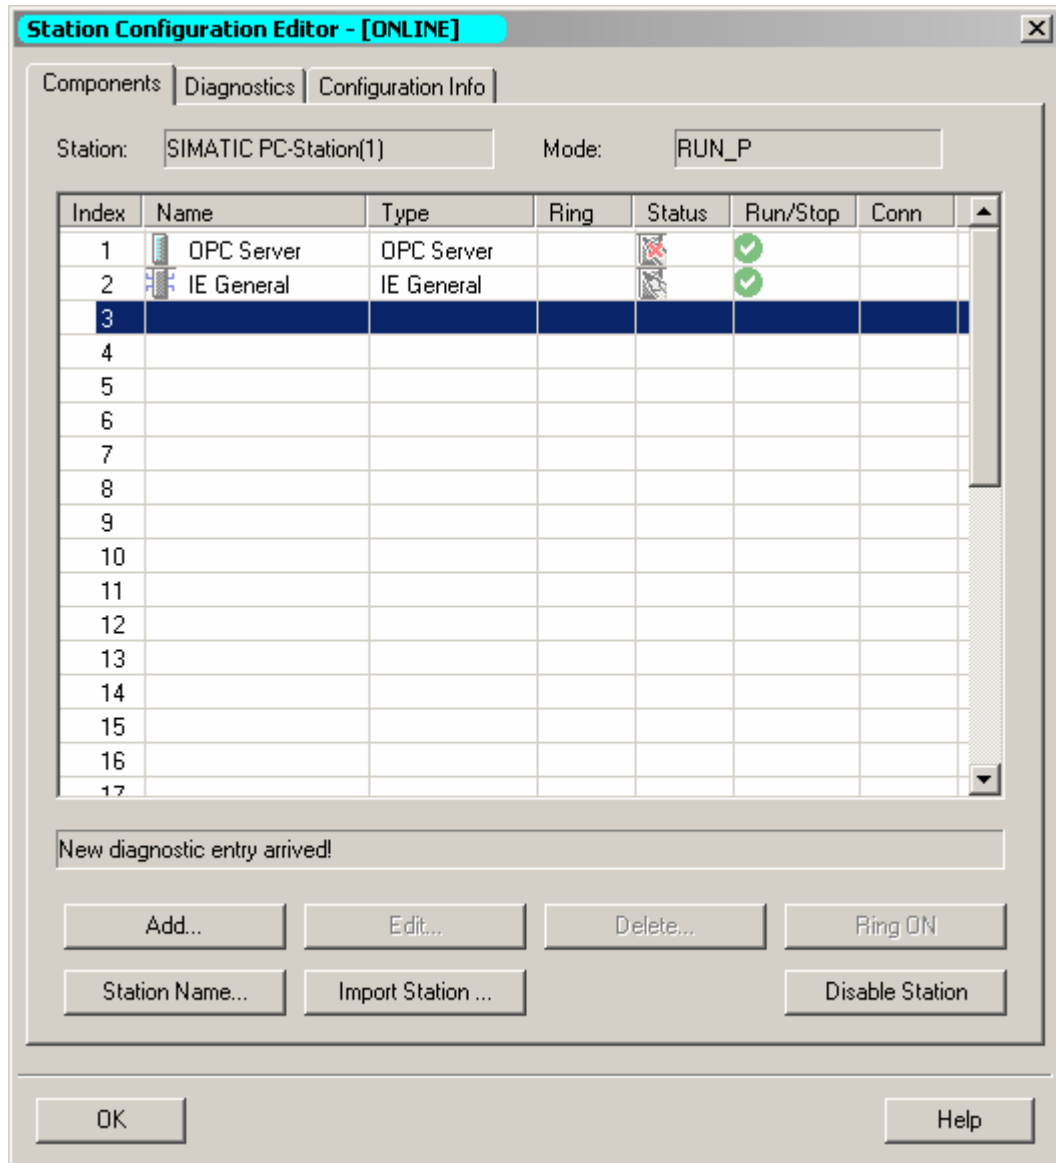 Station Configuration Editor - [ONLINE]
Components Diagnostics Configuration Info
Station: SIMATIC PC-Station(1) Mode: RUN_P
Index Name Type Ring Status Run/Stop Conn
1 OPC Server OPC Server
2 IE General IE General
3
4
5
6
7
8
9
10
11
12
13
14
15
16
17
New diagnostic entry arrived!
Add... Edit... Delete... Ring ON
Station Name... Import Station ... Disable Station
OK Help